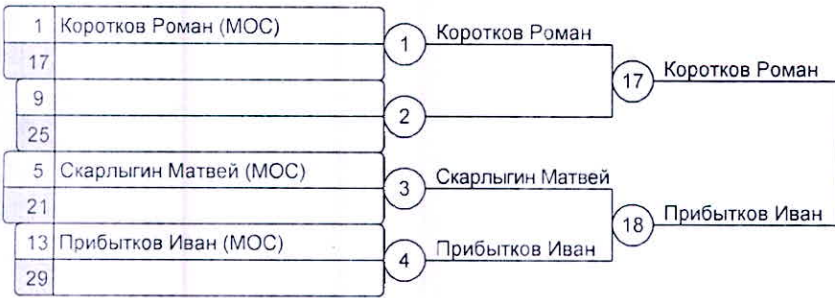 1 Коротков Роман (МОС)
17
1 Коротков Роман
17 Коротков Роман
9
25
2
5 Скарлыгин Матвей (МОС)
21
3 Скарлыгин Матвей
18 Прибытков Иван
13 Прибытков Иван (МОС)
29
4 Прибытков Иван